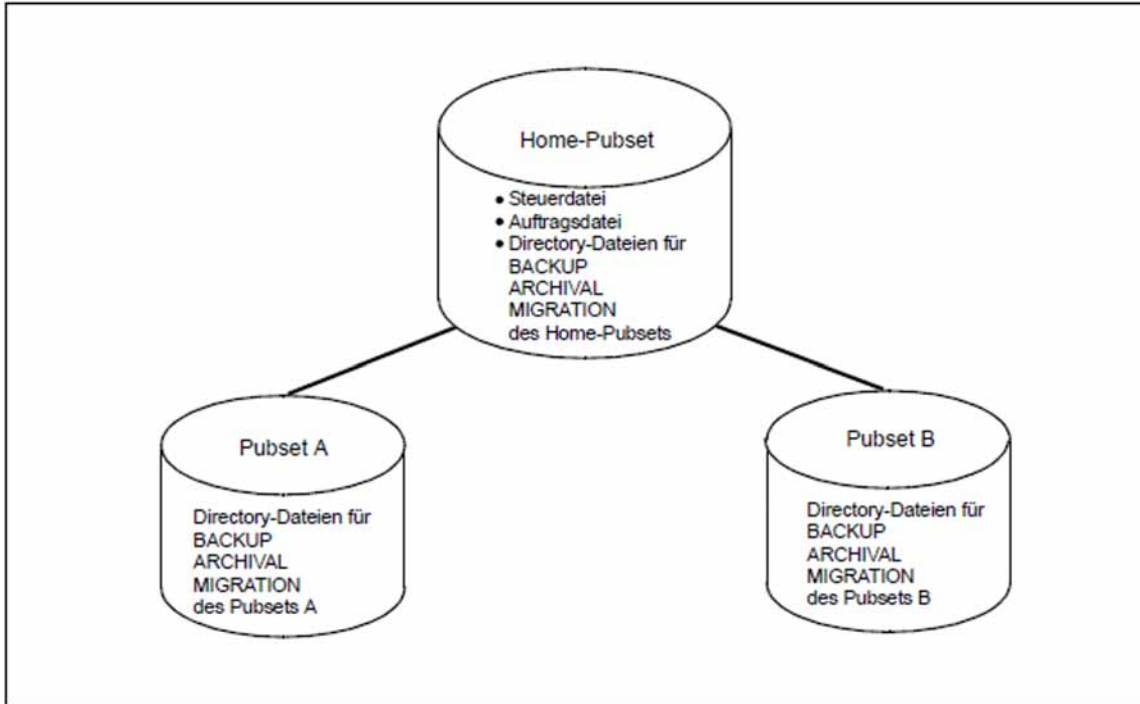 Home-Pubset
• Steuerdatei
• Auftragsdatei
• Directory-Dateien für
BACKUP
ARCHIVAL
MIGRATION
des Home-Pubsets
Pubset A
Directory-Dateien für
BACKUP
ARCHIVAL
MIGRATION
des Pubsets A
Pubset B
Directory-Dateien für
BACKUP
ARCHIVAL
MIGRATION
des Pubsets B